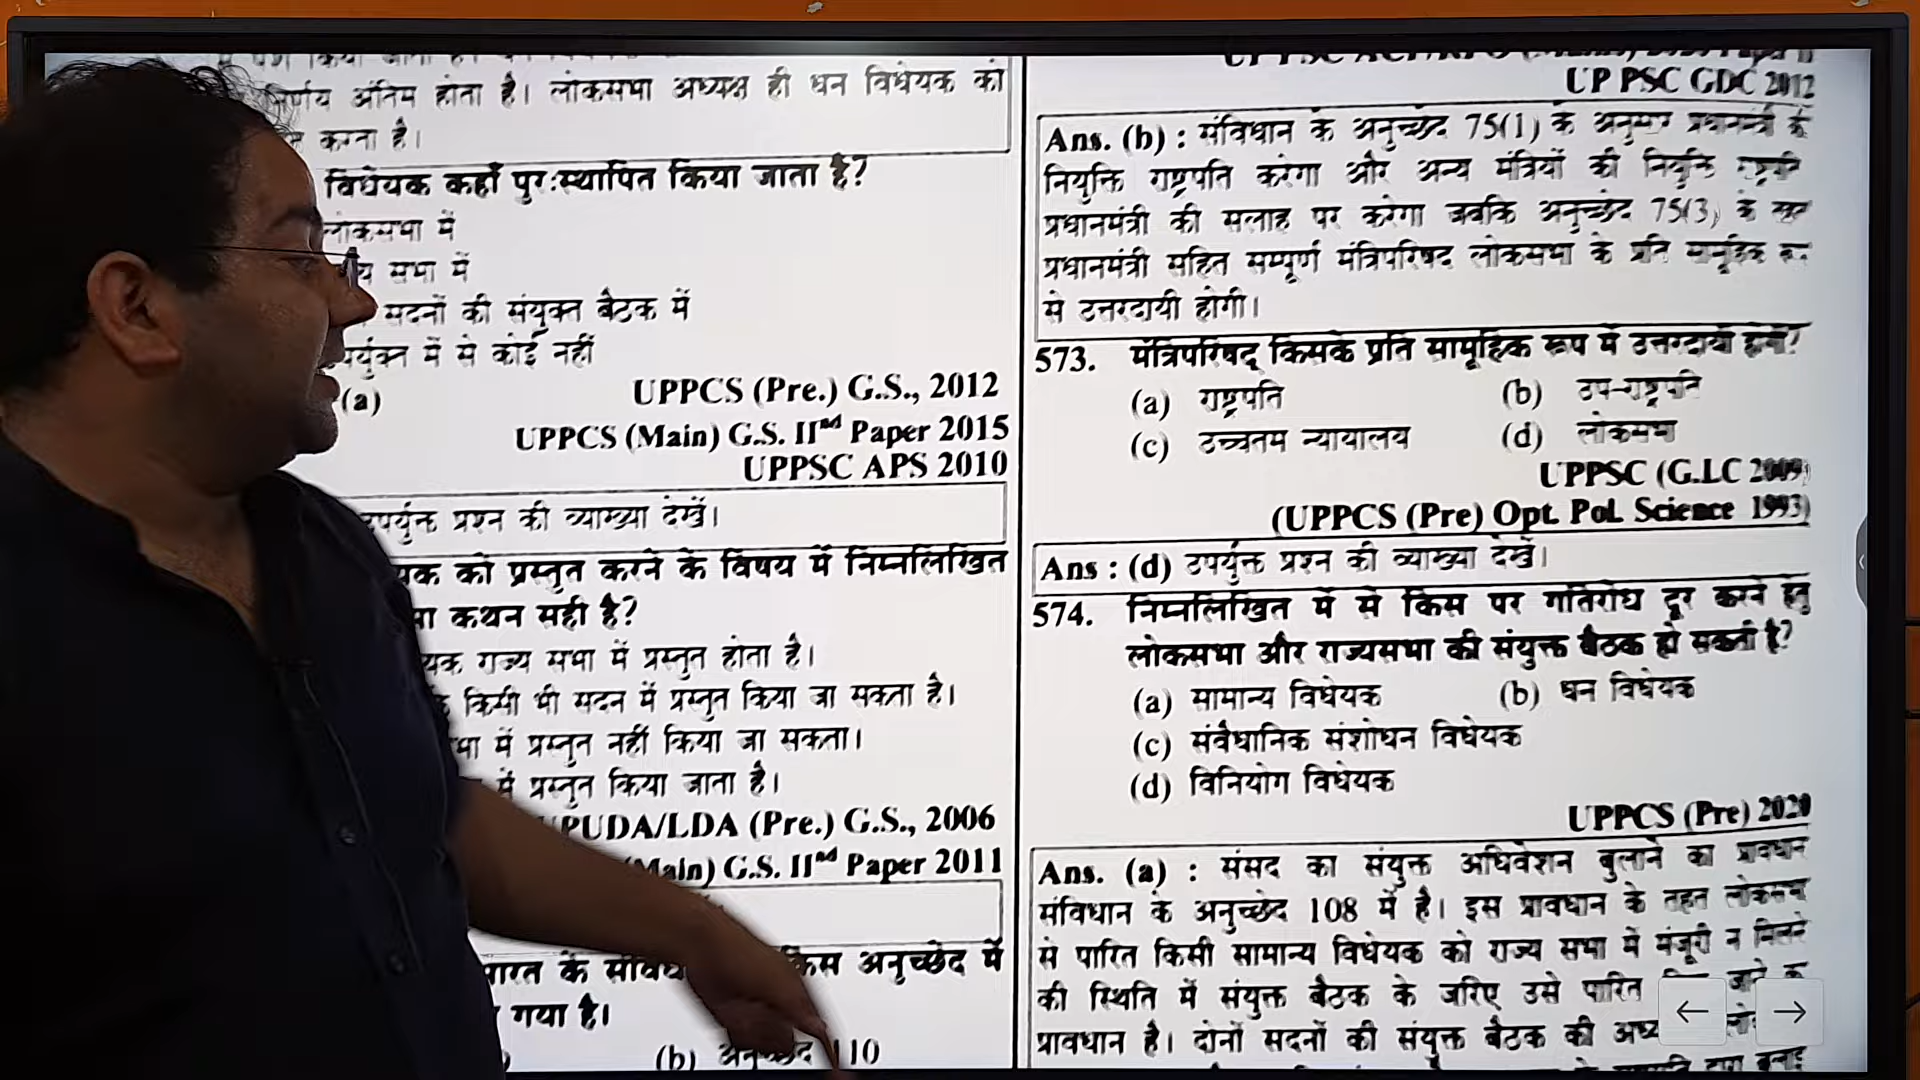 निर्णय अंतिम होता है। लोकसभा अध्यक्ष ही धन विधेयक को
करता है।
विधेयक कहाँ पुरःस्थापित किया जाता है?
लोकसभा में
सभा में
सदनों की संयुक्त बैठक में
में से कोई नहीं
(a)
UPPCS (Pre.) G.S., 2012
UPPCS (Main) G.S. IInd Paper 2015
UPPSC APS 2010
उपर्युक्त प्रश्न की व्याख्या देखें।
को प्रस्तुत करने के विषय में निम्नलिखित
कथन सही है?
राज्य सभा में प्रस्तुत होता है।
किसी भी सदन में प्रस्तुत किया जा सकता है।
में प्रस्तुत नहीं किया जा सकता।
में प्रस्तुत किया जाता है।
UDA/LDA (Pre.) G.S., 2006
(Main) G.S. IInd Paper 2011
भारत के अनुच्छेद में
गया है।
(b) अनुच्छेद 110
UP PSC GDC 2012
Ans. (b) : संविधान के अनुच्छेद 75(1) के अनुसार प्रधानमंत्री की
नियुक्ति राष्ट्रपति करेगा और अन्य मंत्रियों की नियुक्ति राष्ट्रपति
प्रधानमंत्री की सलाह पर करेगा जबकि अनुच्छेद 75(3) के
प्रधानमंत्री सहित सम्पूर्ण मंत्रिपरिषद लोकसभा के प्रति सामूहिक रूप
से उत्तरदायी होगी।
573. मंत्रिपरिषद् किसके प्रति सामूहिक रूप में उत्तरदायी होगी?
(a) राष्ट्रपति (b) उप-राष्ट्रपति
(c) उच्चतम न्यायालय (d) लोकसभा
UPPSC (G.I.C 2009)
(UPPCS (Pre) Opt. Pol. Science 1993)
Ans : (d) उपर्युक्त प्रश्न की व्याख्या देखें।
574. निम्नलिखित में से किस पर गतिरोध दूर करने हेतु
लोकसभा और राज्यसभा की संयुक्त बैठक हो सकती है?
(a) सामान्य विधेयक (b) धन विधेयक
(c) संवैधानिक संशोधन विधेयक
(d) विनियोग विधेयक
UPPCS (Pre) 2020
Ans. (a) : संसद का संयुक्त अधिवेशन बुलाने का प्रावधान
संविधान के अनुच्छेद 108 में है। इस प्रावधान के तहत लोकसभा
से पारित किसी सामान्य विधेयक को राज्य सभा में मंजूरी न मिलने
की स्थिति में संयुक्त बैठक के जरिए उसे पारित
प्रावधान है। दोनों सदनों की संयुक्त बैठक की